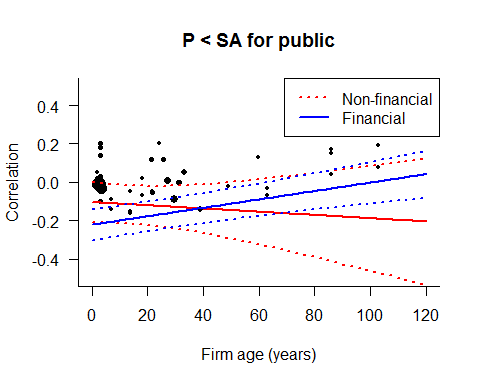 P < SA for public
Non-financial
Financial
Correlation
0.4
0.2
0.0
-0.2
-0.4
0 20 40 60 80 100 120
Firm age (years)